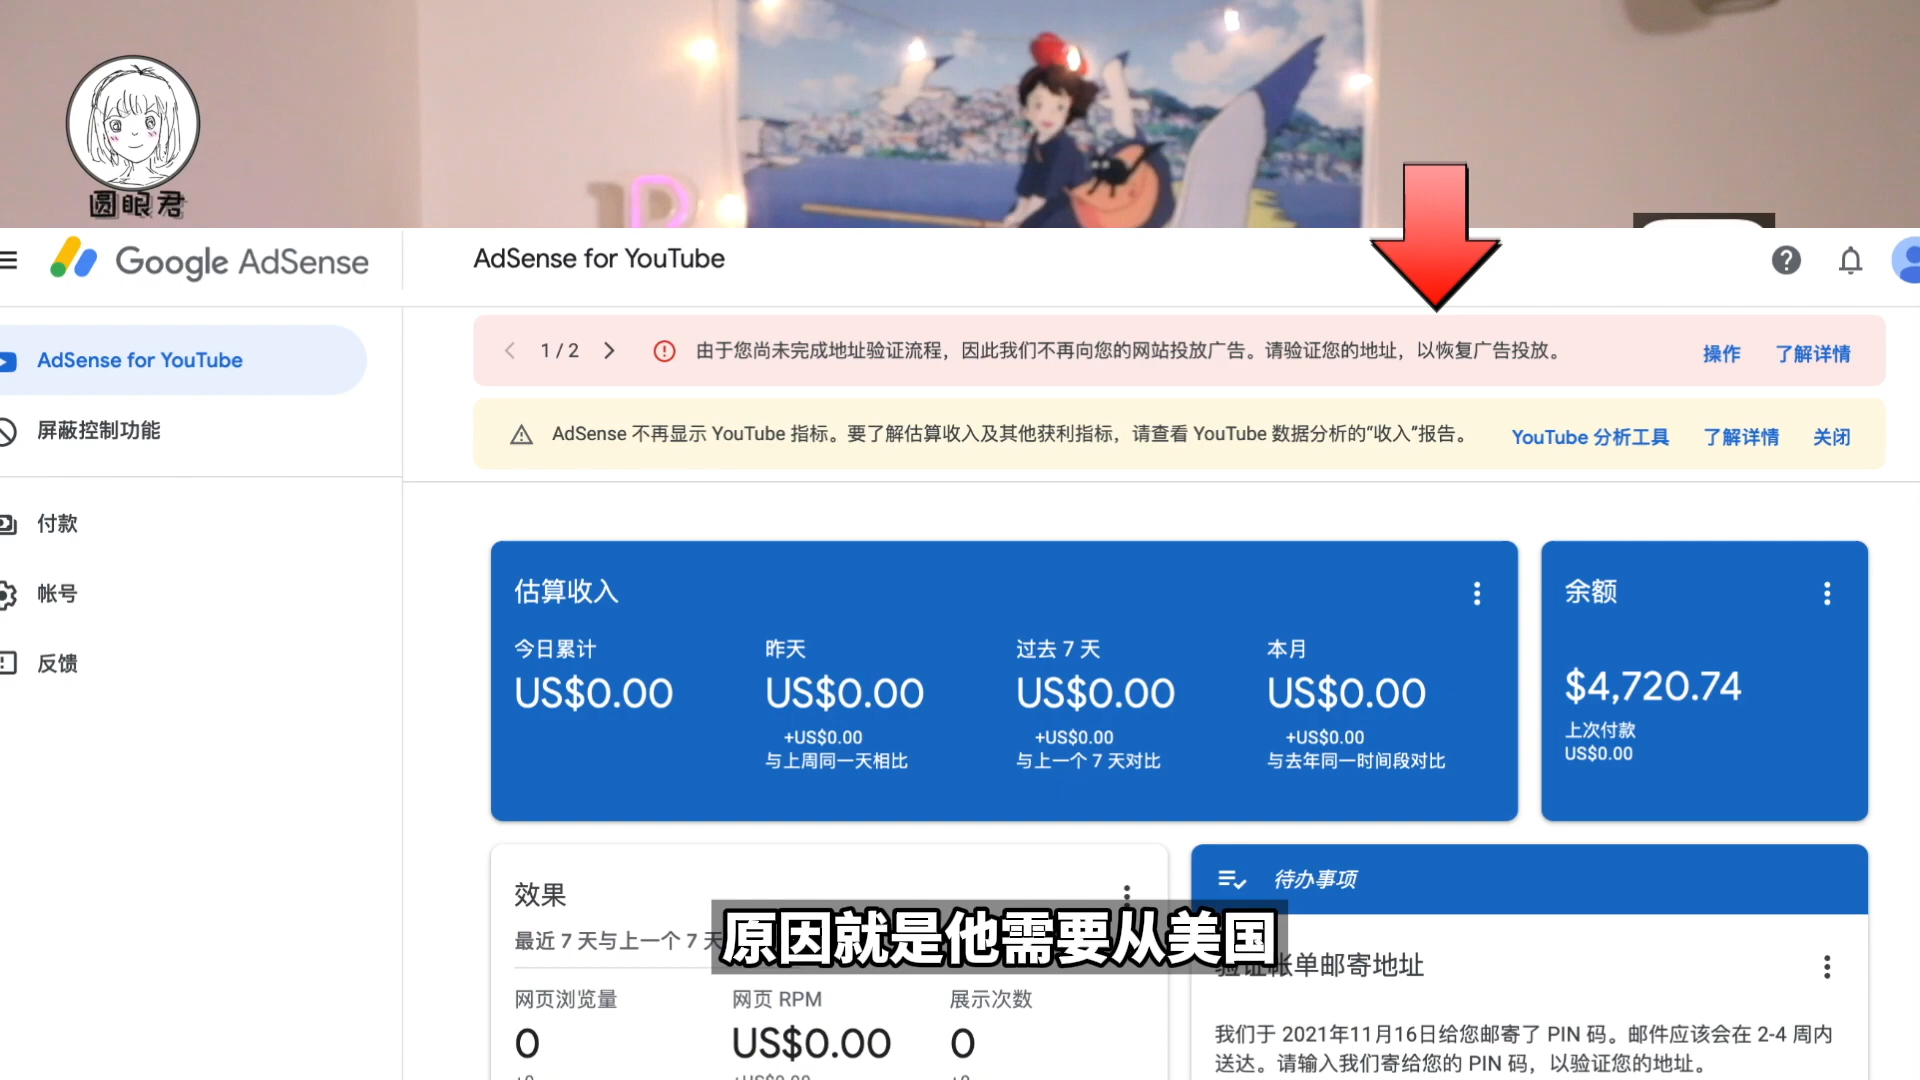 圆眼君
Google AdSense
AdSense for YouTube
1 / 2
由于您尚未完成地址验证流程，因此我们不再向您的网站投放广告。请验证您的地址，以恢复广告投放。
操作
了解详情
AdSense for YouTube
AdSense 不再显示 YouTube 指标。要了解估算收入及其他获利指标，请查看 YouTube 数据分析的“收入”报告。
YouTube 分析工具
了解详情
关闭
屏蔽控制功能
付款
帐号
反馈
估算收入
今日累计
US$0.00
昨天
US$0.00
+US$0.00
与上周同一天相比
过去 7 天
US$0.00
+US$0.00
与上一个 7 天对比
本月
US$0.00
+US$0.00
与去年同一时间段对比
余额
$4,720.74
上次付款
US$0.00
效果
最近 7 天与上一个 7 天
网页浏览量
0
网页 RPM
US$0.00
展示次数
0
原因就是他需要从美国
待办事项
验证帐单邮寄地址
我们于 2021年11月16日给您邮寄了 PIN 码。邮件应该会在 2-4 周内
送达。请输入我们寄给您的 PIN 码，以验证您的地址。